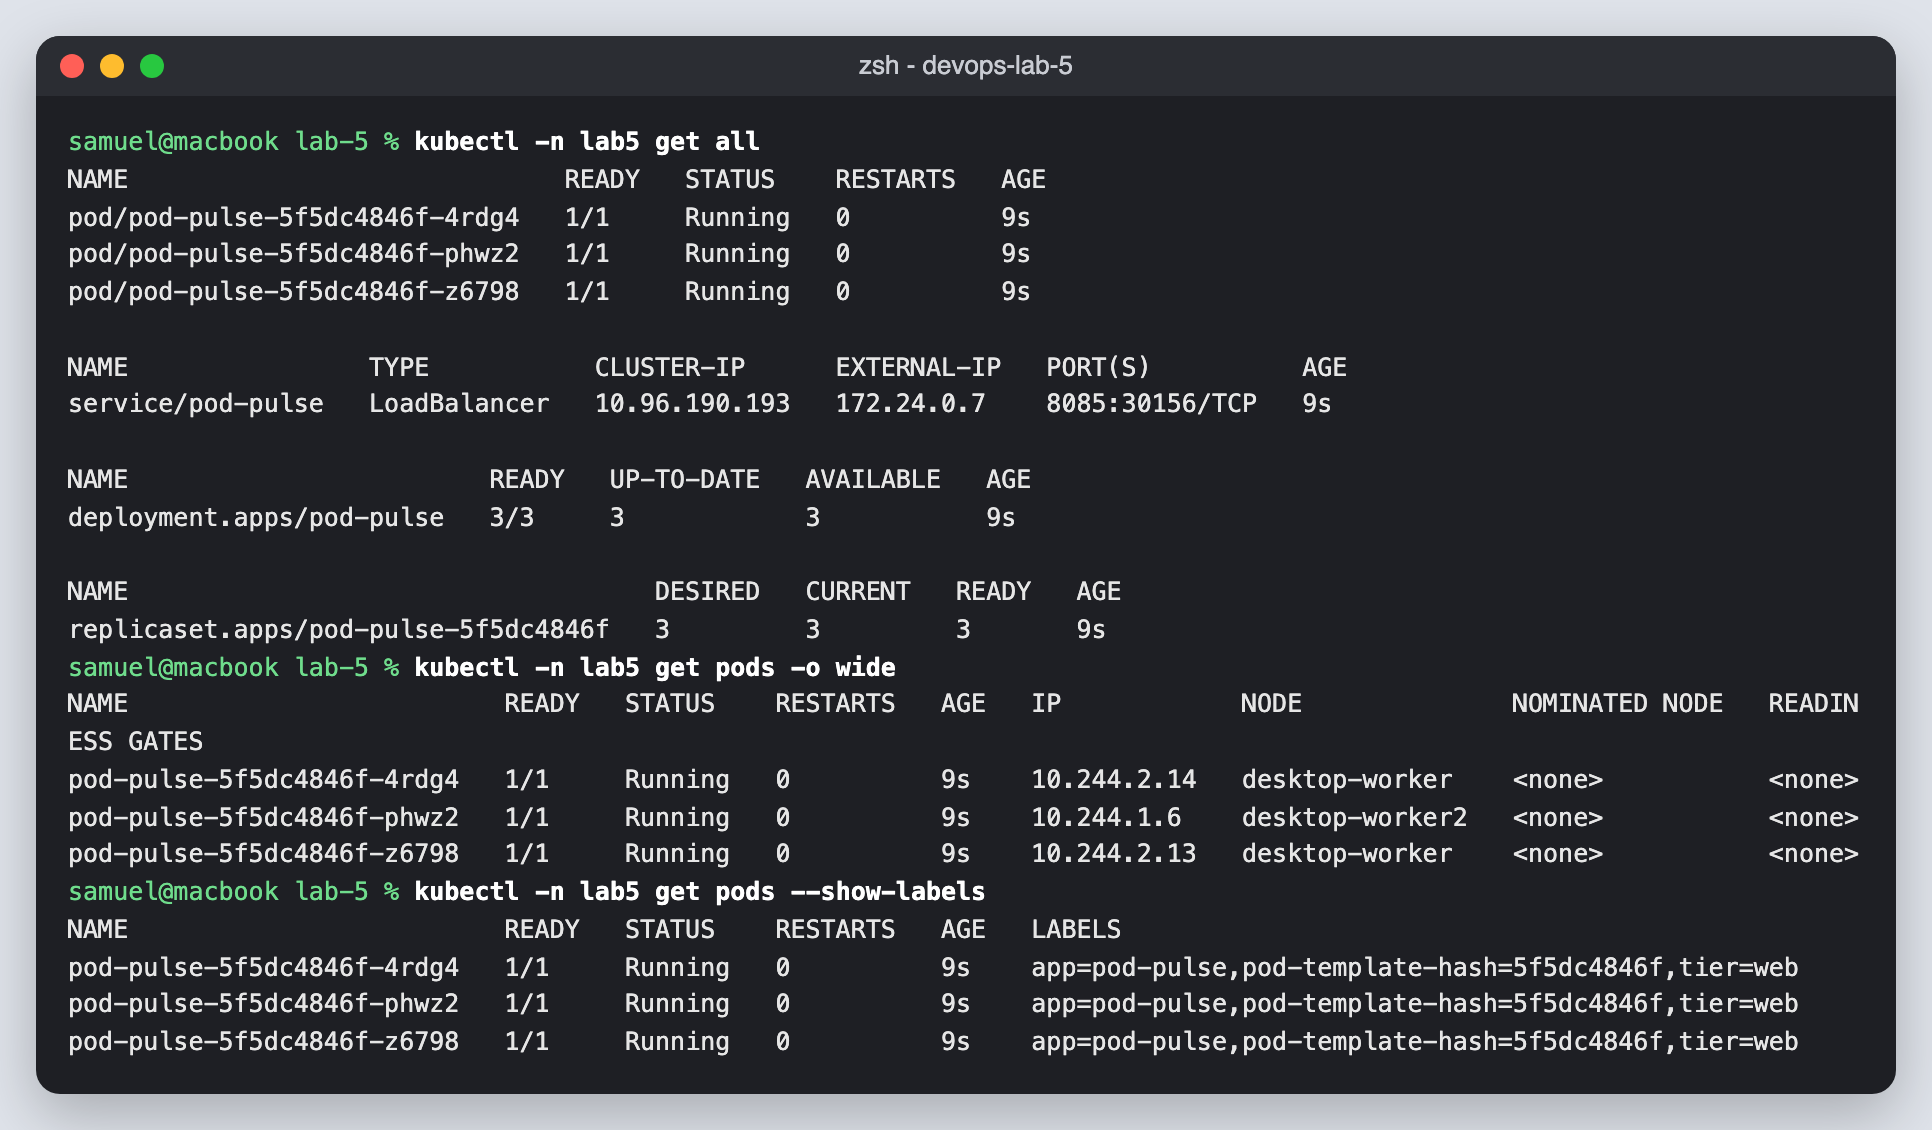 zsh - devops-lab-5
samuel@macbook lab-5 % kubectl -n lab5 get all
NAME                             READY   STATUS    RESTARTS   AGE
pod/pod-pulse-5f5dc4846f-4rdg4   1/1     Running   0          9s
pod/pod-pulse-5f5dc4846f-phwz2   1/1     Running   0          9s
pod/pod-pulse-5f5dc4846f-z6798   1/1     Running   0          9s

NAME                TYPE           CLUSTER-IP      EXTERNAL-IP   PORT(S)          AGE
service/pod-pulse   LoadBalancer   10.96.190.193   172.24.0.7    8085:30156/TCP   9s

NAME                        READY   UP-TO-DATE   AVAILABLE   AGE
deployment.apps/pod-pulse   3/3     3            3           9s

NAME                                   DESIRED   CURRENT   READY   AGE
replicaset.apps/pod-pulse-5f5dc4846f   3         3         3       9s
samuel@macbook lab-5 % kubectl -n lab5 get pods -o wide
NAME                         READY   STATUS    RESTARTS   AGE   IP            NODE              NOMINATED NODE   READIN
ESS GATES
pod-pulse-5f5dc4846f-4rdg4   1/1     Running   0          9s    10.244.2.14   desktop-worker    <none>           <none>
pod-pulse-5f5dc4846f-phwz2   1/1     Running   0          9s    10.244.1.6    desktop-worker2   <none>           <none>
pod-pulse-5f5dc4846f-z6798   1/1     Running   0          9s    10.244.2.13   desktop-worker    <none>           <none>
samuel@macbook lab-5 % kubectl -n lab5 get pods --show-labels
NAME                         READY   STATUS    RESTARTS   AGE   LABELS
pod-pulse-5f5dc4846f-4rdg4   1/1     Running   0          9s    app=pod-pulse,pod-template-hash=5f5dc4846f,tier=web
pod-pulse-5f5dc4846f-phwz2   1/1     Running   0          9s    app=pod-pulse,pod-template-hash=5f5dc4846f,tier=web
pod-pulse-5f5dc4846f-z6798   1/1     Running   0          9s    app=pod-pulse,pod-template-hash=5f5dc4846f,tier=web